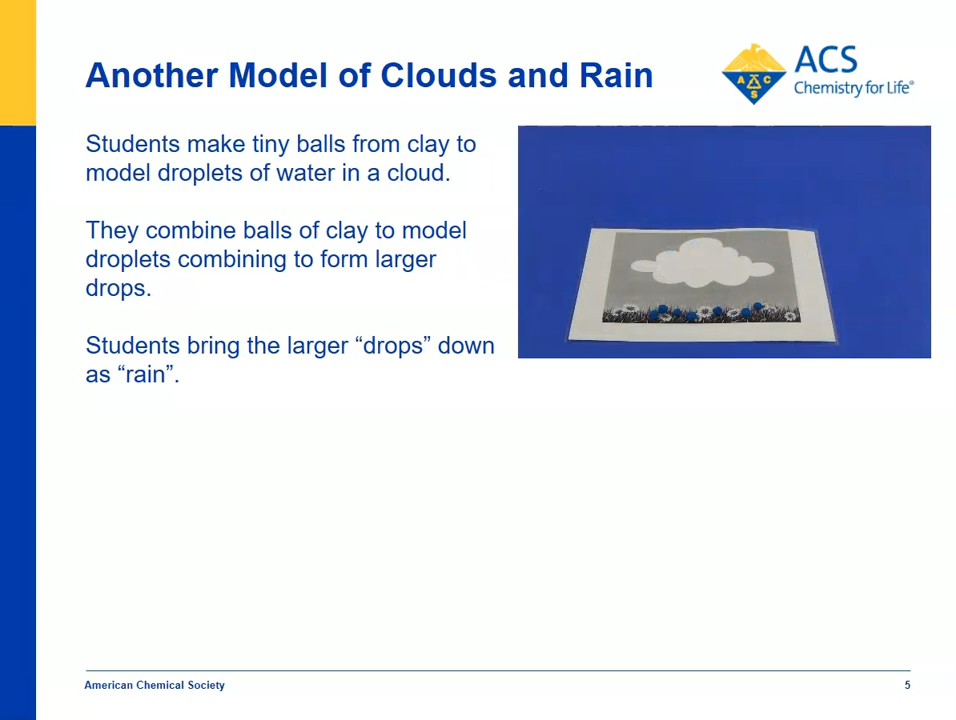 Another Model of Clouds and Rain
ACS
Chemistry for Life®
A C S
Students make tiny balls from clay to
model droplets of water in a cloud.
They combine balls of clay to model
droplets combining to form larger
drops.
Students bring the larger “drops” down
as “rain”.
American Chemical Society
5